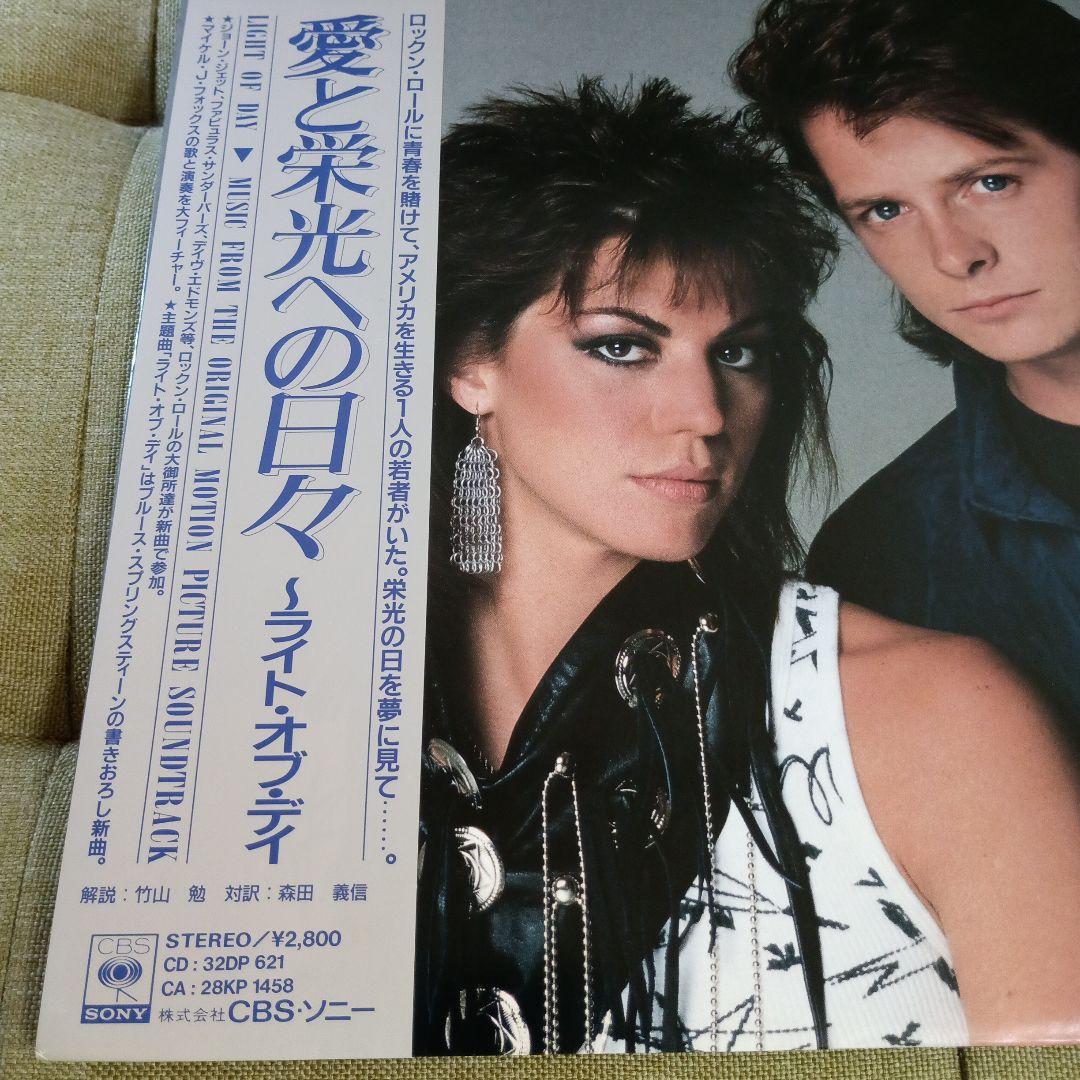 ロックン・ロールに青春を賭けて、アメリカを生きる1人の若者がいた。栄光の日を夢に見て……。
愛と栄光への日々
～ライト・オブ・デイ
LIGHT OF DAY ▼ MUSIC FROM THE ORIGINAL MOTION PICTURE SOUNDTRACK
★ジョーン・ジェット、ファビュラス・サンダーバーズ、デイヴ・エドモンズ等、ロックン・ロールの大御所達が新曲で参加。
★マイケル・J・フォックスの歌と演奏を大フィーチャー。 ★主題曲「ライト・オブ・デイ」はブルース・スプリングスティーンの書きおろし新曲。
解説：竹山 勉 対訳：森田 義信
CBS
SONY
STEREO/¥2,800
CD : 32DP 621
CA : 28KP 1458
株式会社CBS・ソニー